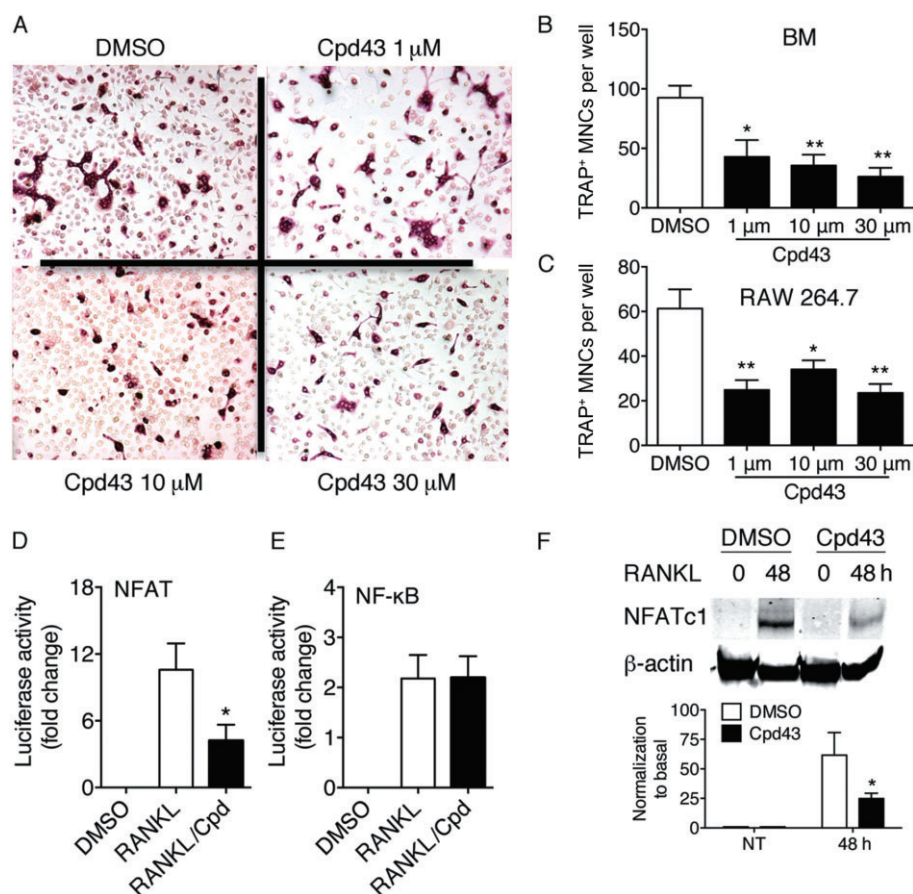 A
DMSO
Cpd43 1 μM
Cpd43 10 μM
Cpd43 30 μM
B
BM
TRAP+ MNCs per well
150
100
50
0
*
**
**
DMSO
1 μm
10 μm
30 μm
Cpd43
C
RAW 264.7
TRAP+ MNCs per well
80
60
40
20
0
**
*
**
DMSO
1 μm
10 μm
30 μm
Cpd43
D
NFAT
Luciferase activity
(fold change)
18
12
6
0
*
DMSO
RANKL
RANKL/Cpd
E
NF-κB
Luciferase activity
(fold change)
4
3
2
1
0
DMSO
RANKL
RANKL/Cpd
F
DMSO Cpd43
RANKL 0 48 0 48 h
NFATc1
β-actin
Normalization
to basal
100
75
50
25
0
DMSO
Cpd43
*
NT
48 h